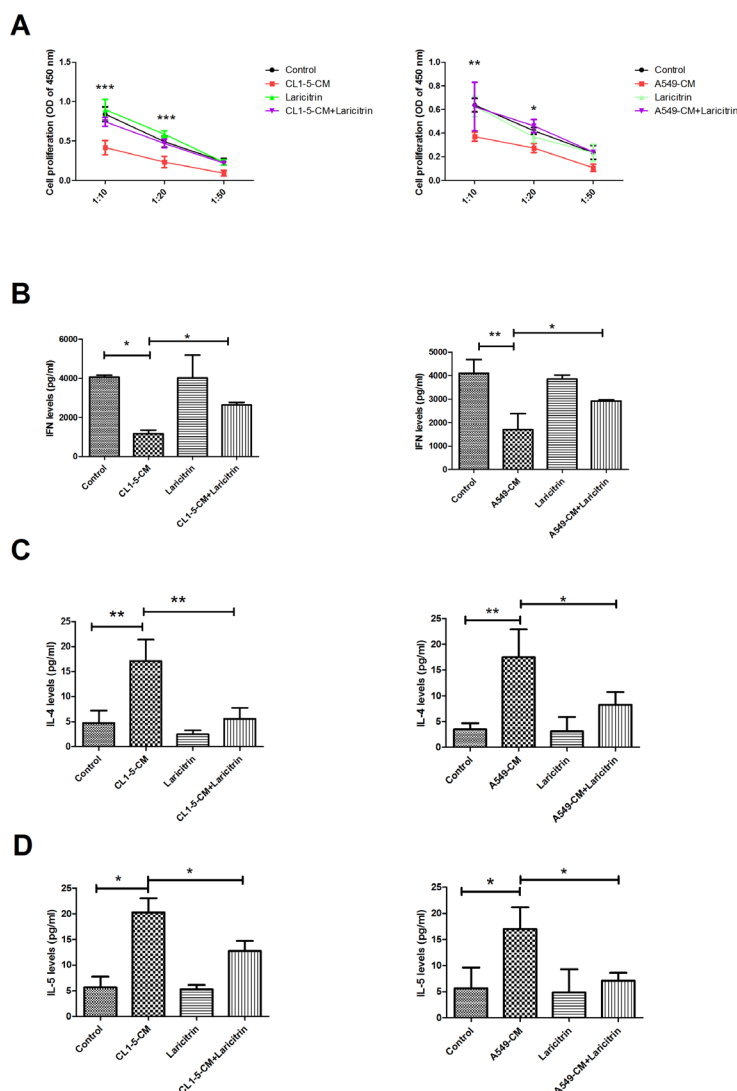 A
Cell proliferation (OD of 450 nm)
1.5
1.0
0.5
0.0
***
***
1:10
1:20
1:50
Control
CL1-5-CM
Laricitrin
CL1-5-CM+Laricitrin
Cell proliferation (OD of 450 nm)
1.0
0.8
0.6
0.4
0.2
0.0
**
*
1:10
1:20
1:50
Control
A549-CM
Laricitrin
A549-CM+Laricitrin
B
IFN levels (pg/ml)
6000
4000
2000
0
*
*
Control
CL1-5-CM
Laricitrin
CL1-5-CM+Laricitrin
IFN levels (pg/ml)
5000
4000
3000
2000
1000
0
**
*
Control
A549-CM
Laricitrin
A549-CM+Laricitrin
C
IL-4 levels (pg/ml)
25
20
15
10
5
0
**
**
Control
CL1-5-CM
Laricitrin
CL1-5-CM+Laricitrin
IL-4 levels (pg/ml)
25
20
15
10
5
0
**
*
Control
A549-CM
Laricitrin
A549-CM+Laricitrin
D
IL-5 levels (pg/ml)
25
20
15
10
5
0
*
*
Control
CL1-5-CM
Laricitrin
CL1-5-CM+Laricitrin
IL-5 levels (pg/ml)
25
20
15
10
5
0
*
*
Control
A549-CM
Laricitrin
A549-CM+Laricitrin